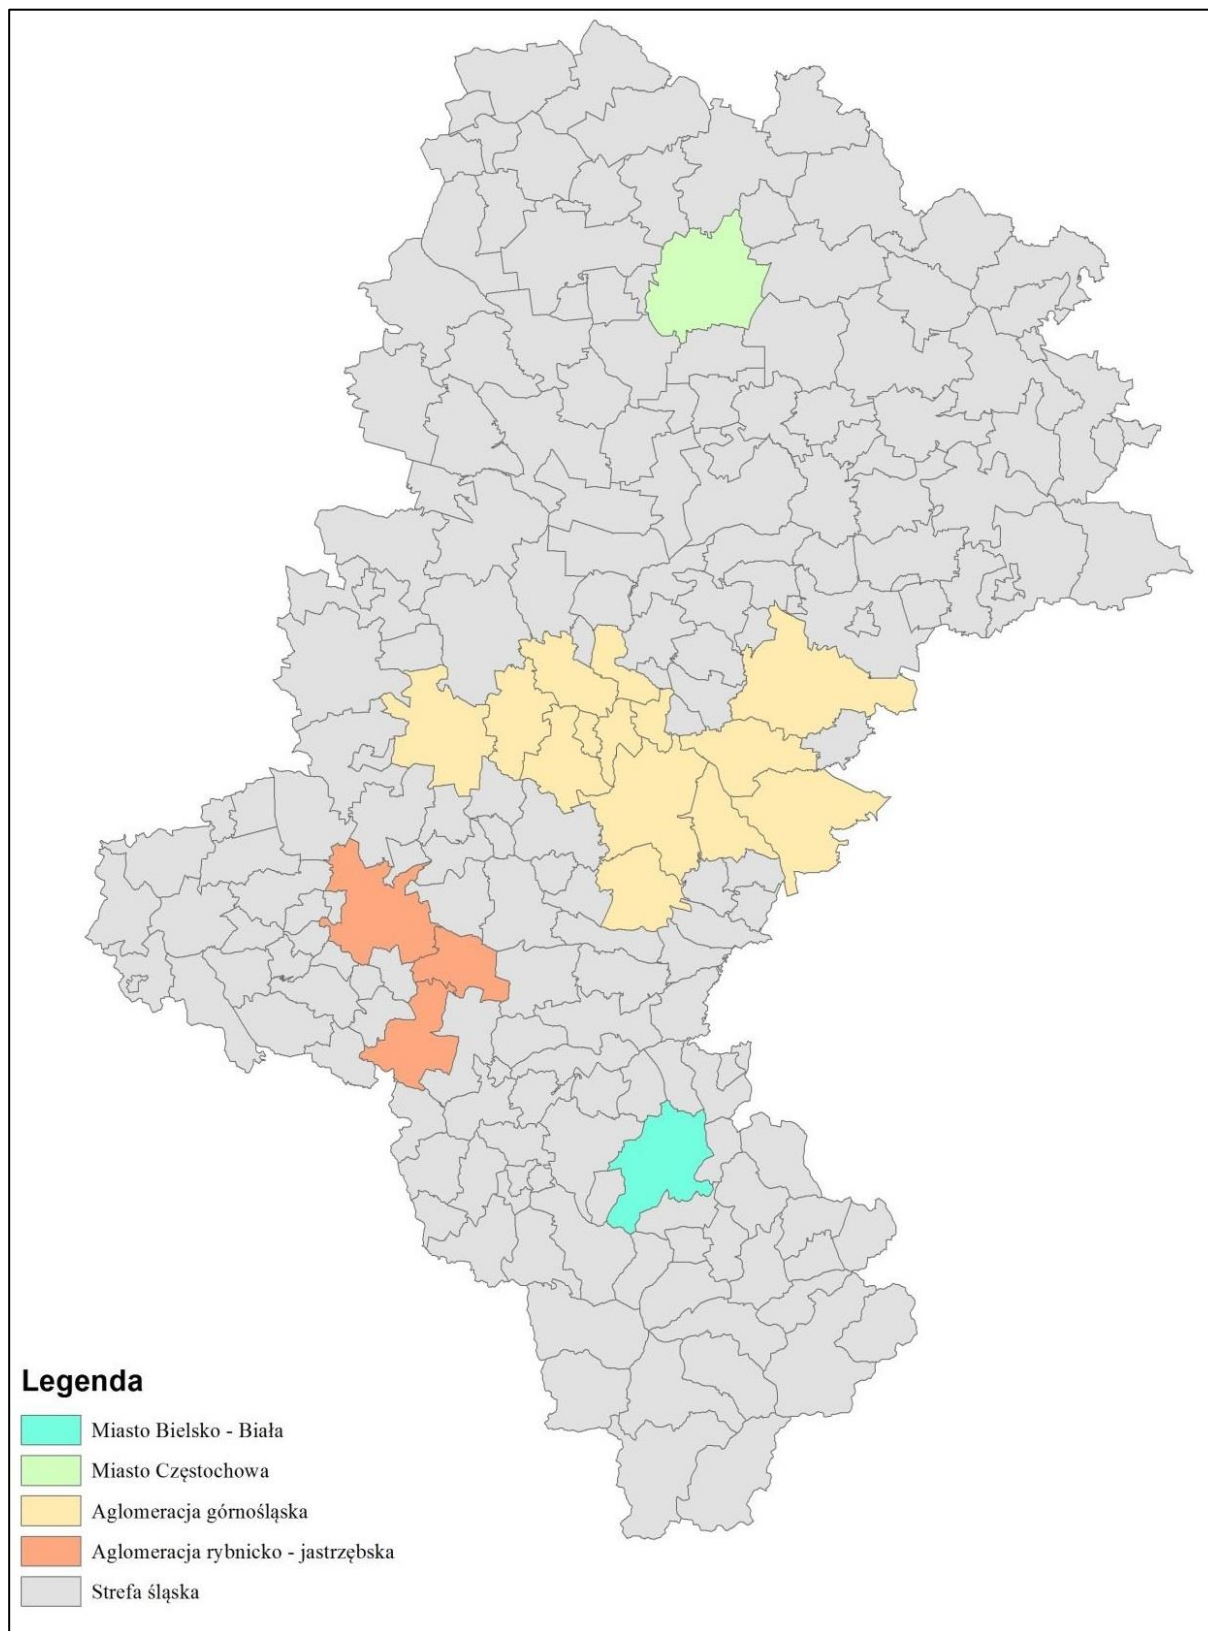 Legenda
Miasto Bielsko - Biała
Miasto Częstochowa
Aglomeracja górnośląska
Aglomeracja rybnicko - jastrzębska
Strefa śląska